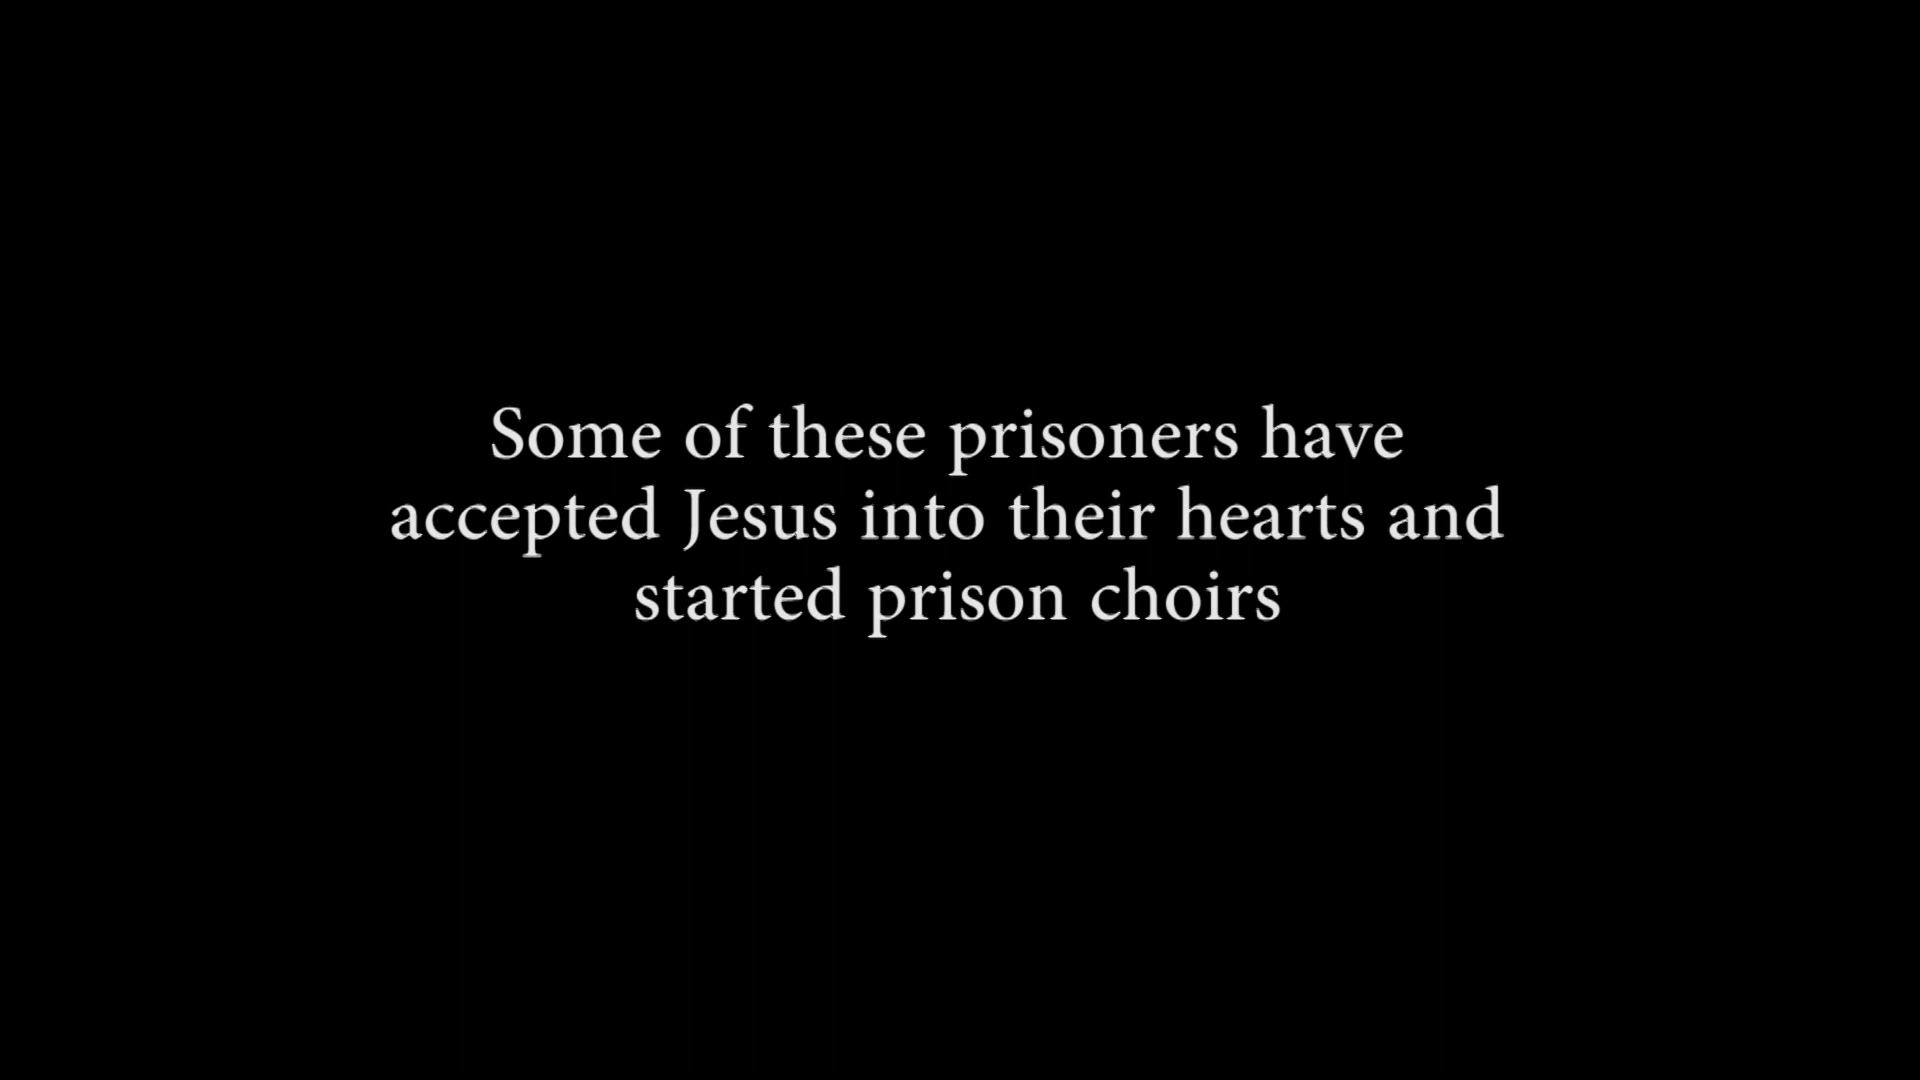 Some of these prisoners have
accepted Jesus into their hearts and
started prison choirs